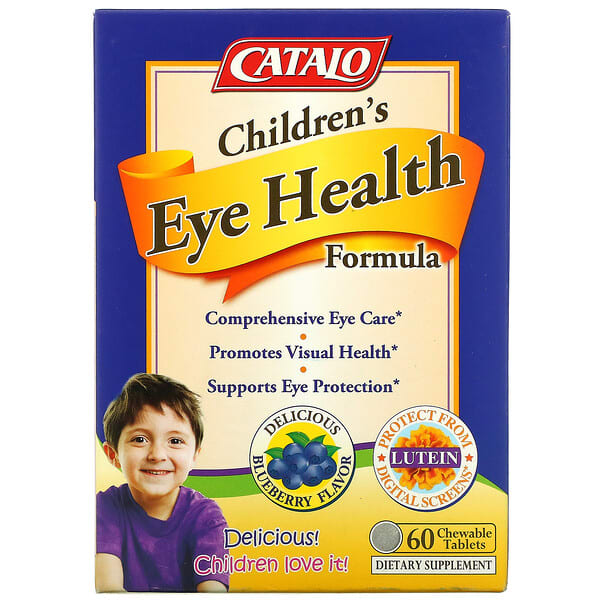 CATALO
Children's
Eye Health
Formula
Comprehensive Eye Care*
Promotes Visual Health*
Supports Eye Protection*
DELICIOUS
BLUEBERRY FLAVOR
PROTECT FROM
LUTEIN
DIGITAL SCREENS*
Delicious!
Children love it!
60 Chewable
Tablets
DIETARY SUPPLEMENT